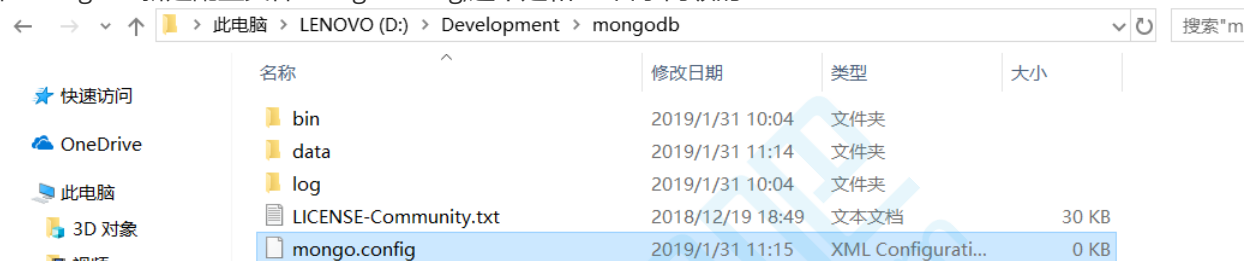 此电脑 > LENOVO (D:) > Development > mongodb
搜索"m
名称 修改日期 类型 大小
快速访问
bin 2019/1/31 10:04 文件夹
OneDrive
data 2019/1/31 11:14 文件夹
log 2019/1/31 10:04 文件夹
此电脑
LICENSE-Community.txt 2018/12/19 18:49 文本文档 30 KB
3D 对象
mongo.config 2019/1/31 11:15 XML Configurati... 0 KB